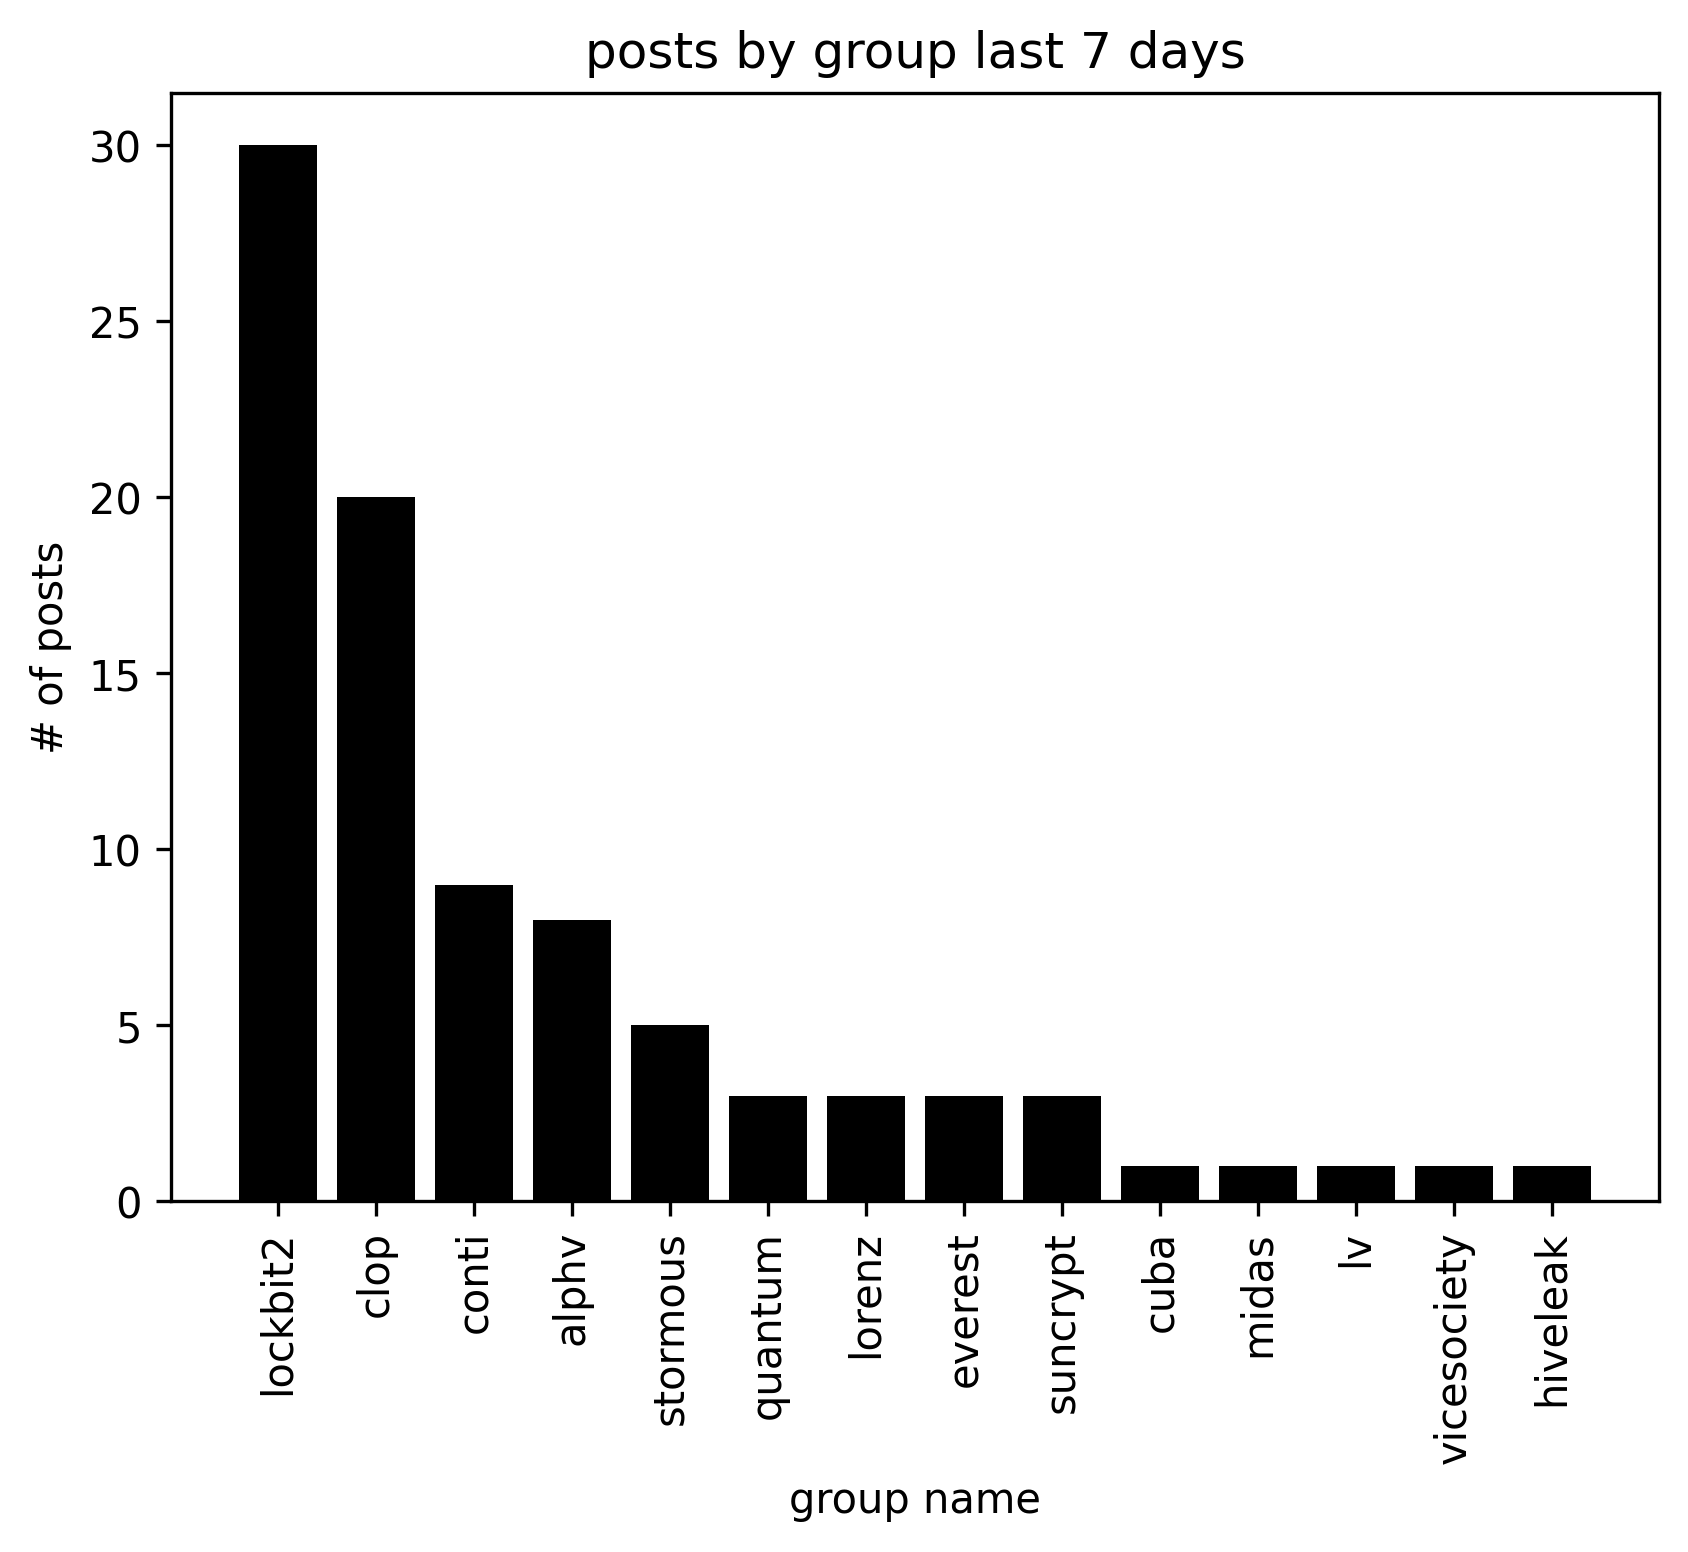 posts by group last 7 days
30
25
20
15
10
5
0
# of posts
lockbit2
clop
conti
alphv
stormous
quantum
lorenz
everest
suncrypt
cuba
midas
lv
vicesociety
hiveleak
group name